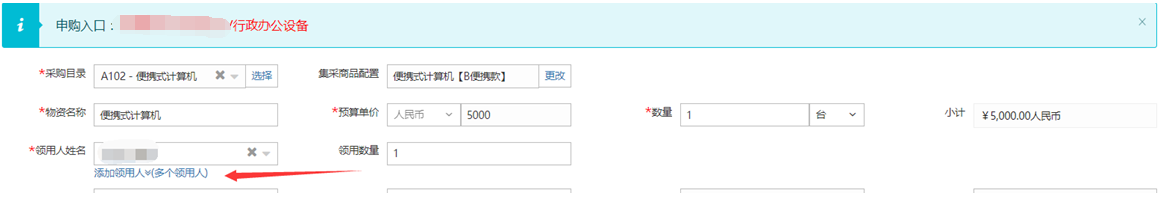 申购入口：/行政办公设备
*采购目录 A102 - 便携式计算机 选择 集采商品配置 便携式计算机【B便携款】 更改
*物资名称 便携式计算机 *预算单价 人民币 5000 *数量 1 台 小计 ￥5,000.00人民币
*领用人姓名 领用数量 1
添加领用人(多个领用人)